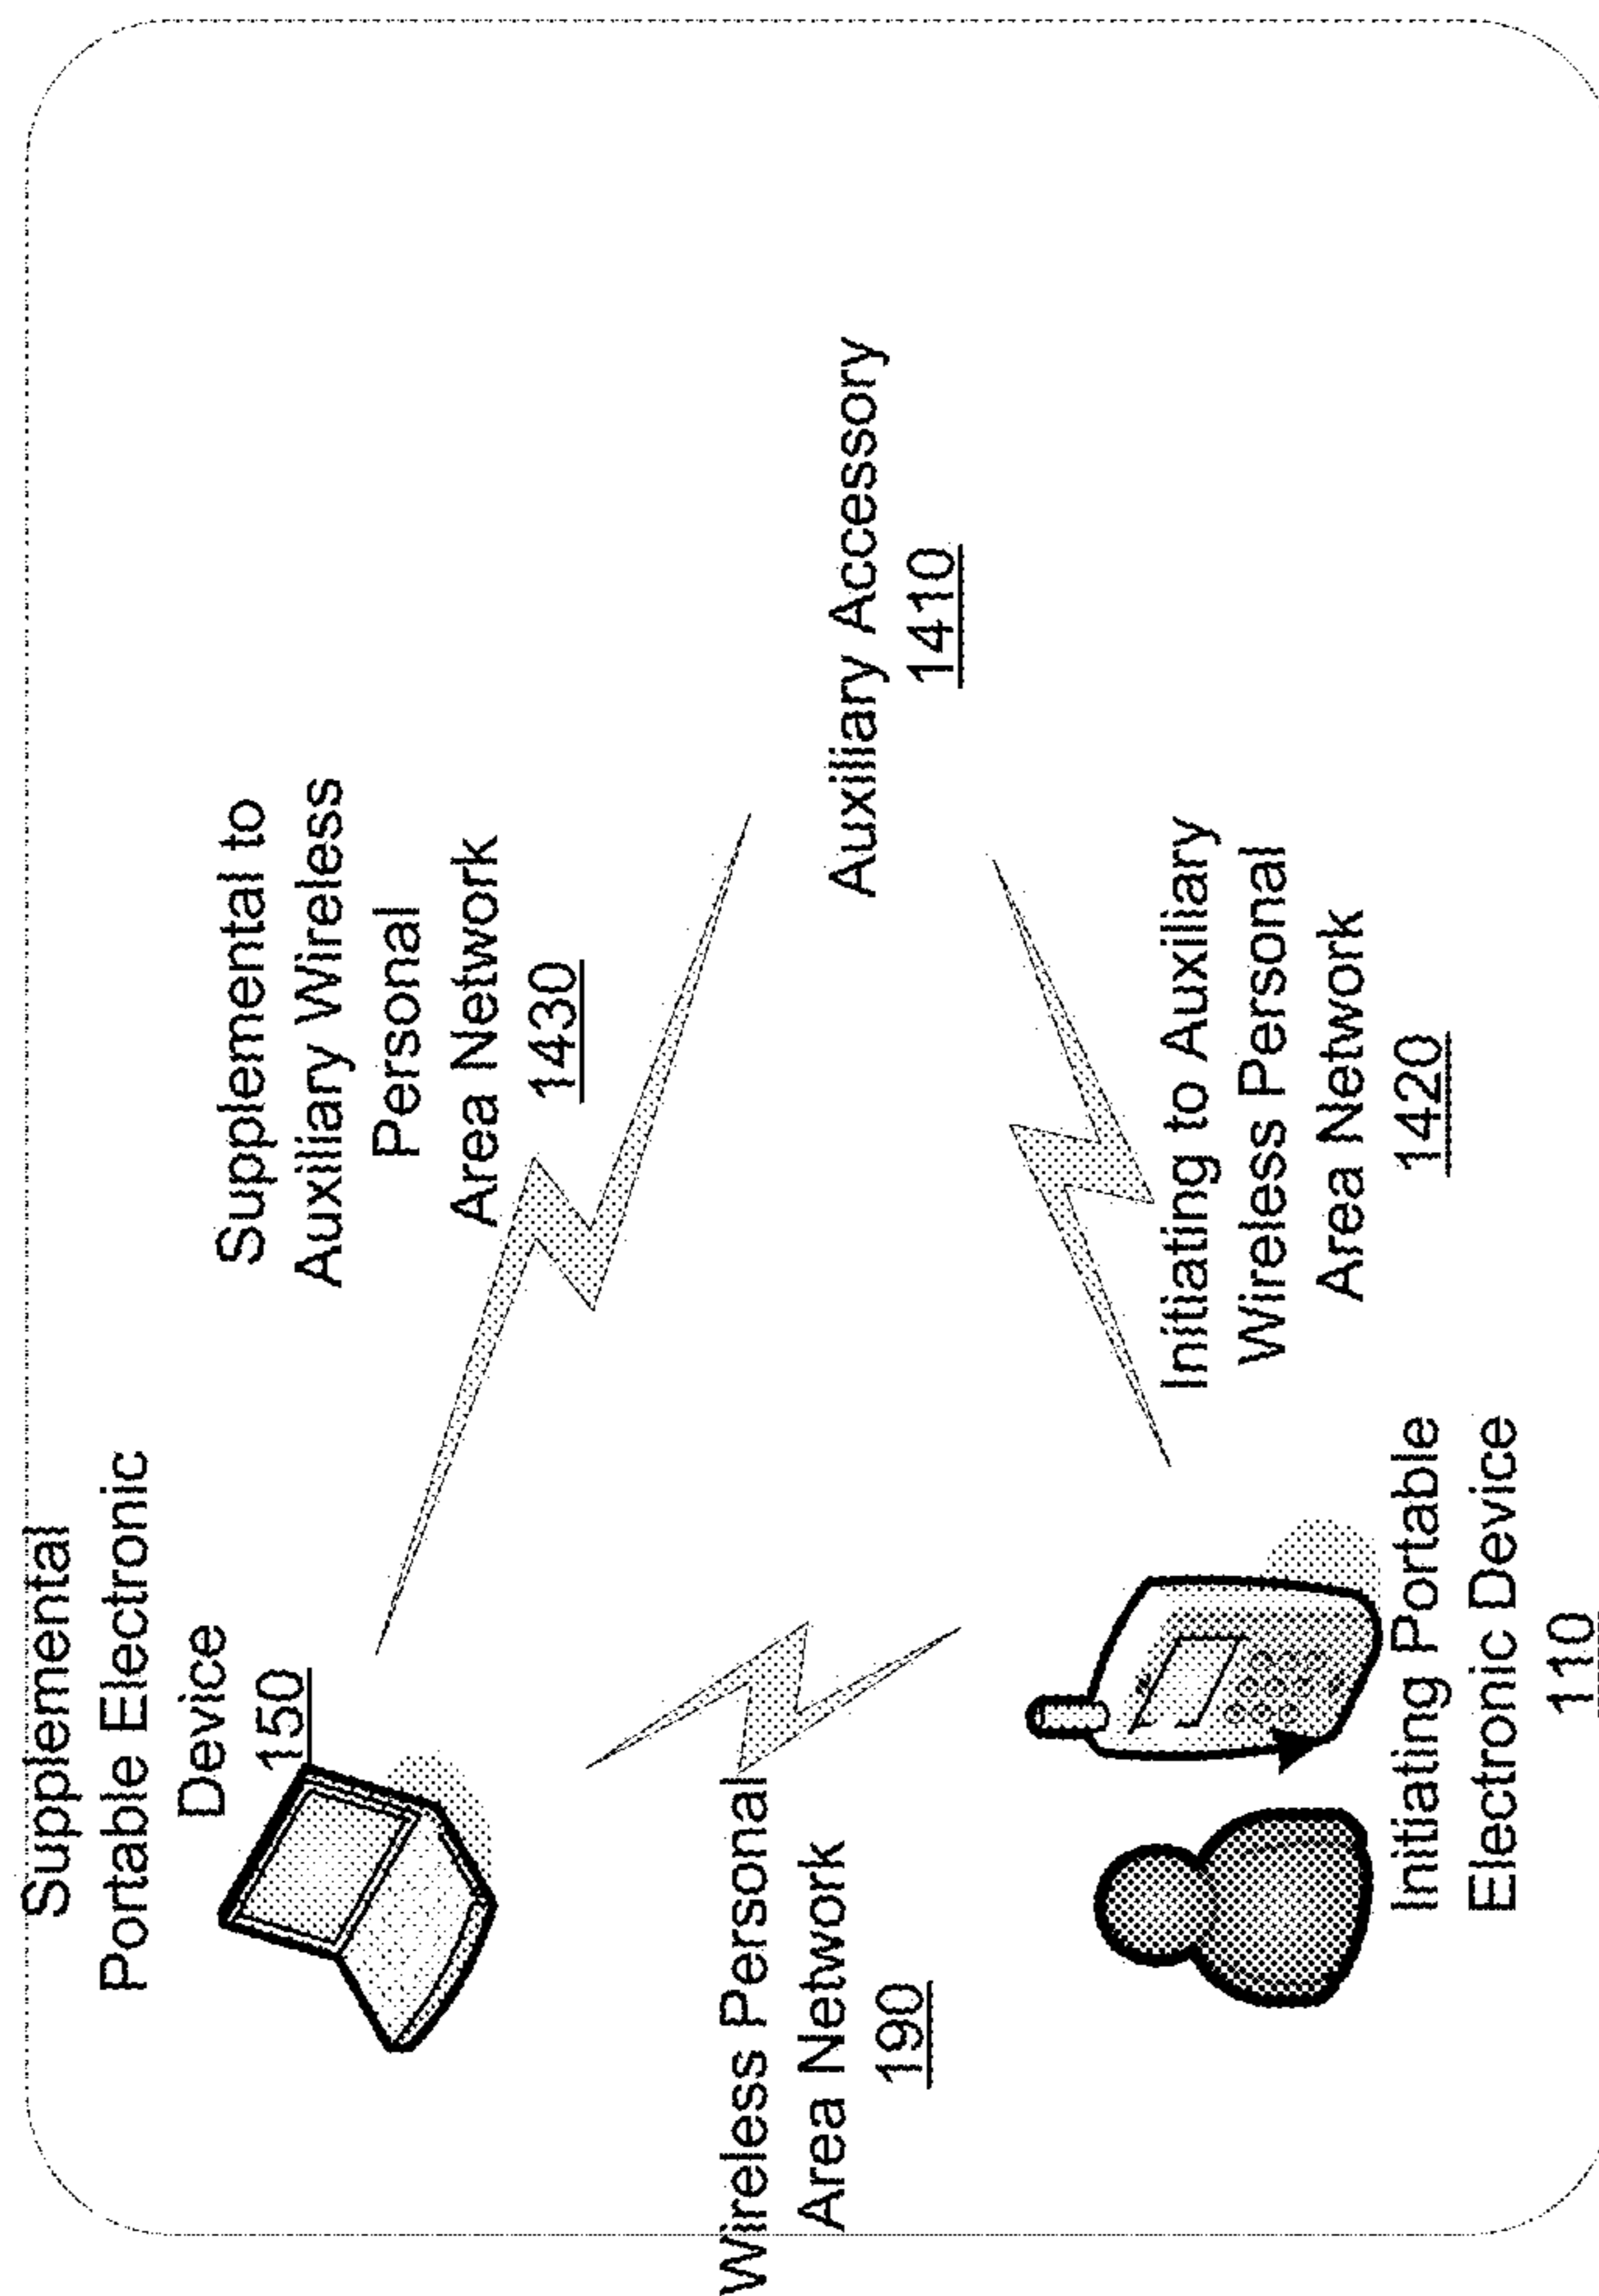 Supplemental
Portable Electronic
Device
150
Supplemental to
Auxiliary Wireless
Personal
Area Network
1430
Wireless Personal
Area Network
190
Auxiliary Accessory
1410
Initiating to Auxiliary
Wireless Personal
Area Network
1420
Initiating Portable
Electronic Device
110